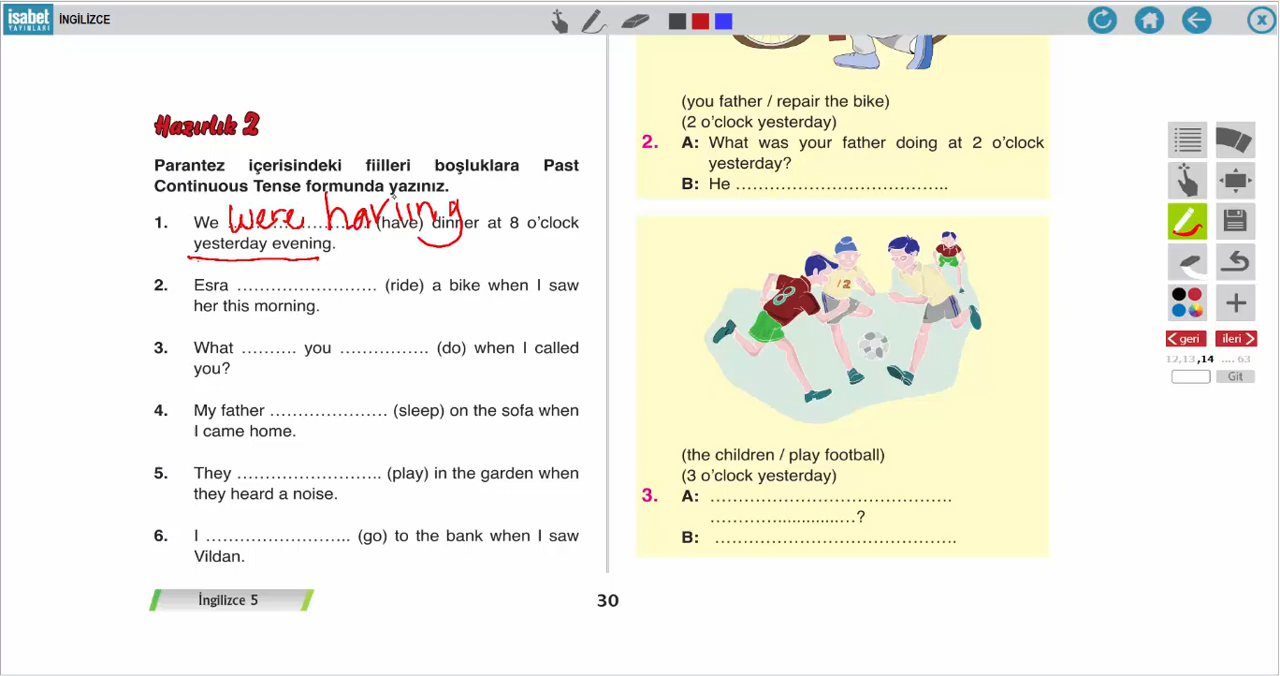 isabet
YAYINLARI
İNGİLİZCE
Hazırlık 2
Parantez içerisindeki fiilleri boşluklara Past
Continuous Tense formunda yazınız.
1. We were having (have) dinner at 8 o'clock
yesterday evening.
2. Esra ............................ (ride) a bike when I saw
her this morning.
3. What .......... you ................ (do) when I called
you?
4. My father ..................... (sleep) on the sofa when
I came home.
5. They .......................... (play) in the garden when
they heard a noise.
6. I .......................... (go) to the bank when I saw
Vildan.
İngilizce 5
30
(you father / repair the bike)
(2 o'clock yesterday)
2. A: What was your father doing at 2 o'clock
yesterday?
B: He ......................................
8
12
(the children / play football)
(3 o'clock yesterday)
3. A: ...........................................
..............................?
B: ...........................................
geri
ileri
12,13,14 .... 63
Git